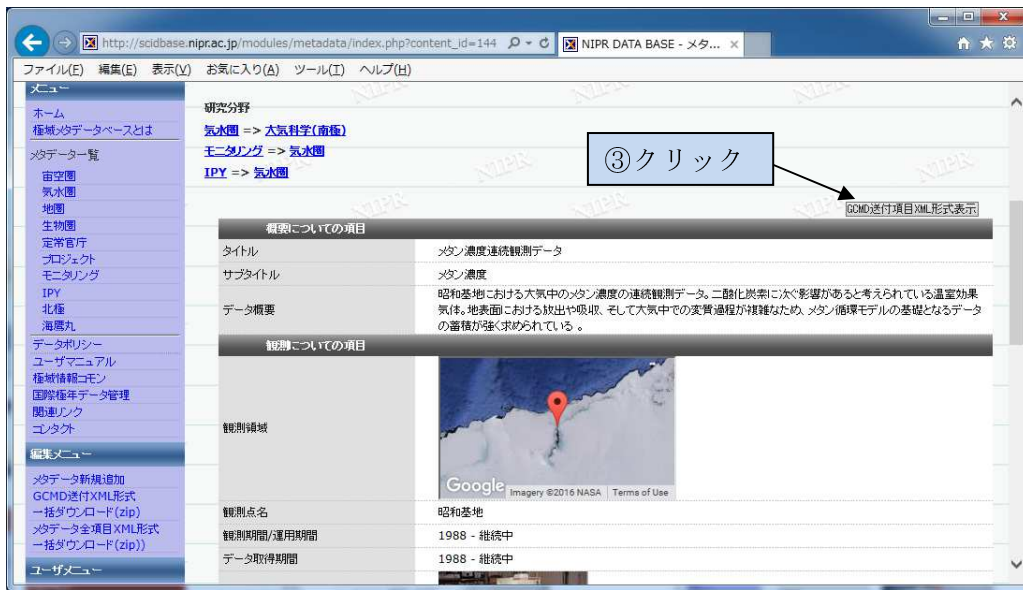 http://scidbase.nipr.ac.jp/modules/metadata/index.php?content_id=144
NIPR DATA BASE - メタ...
ファイル(F) 編集(E) 表示(V) お気に入り(A) ツール(T) ヘルプ(H)
メニュー
ホーム
極域メタデータベースとは
メタデータ一覧
宙空圏
気水圏
地圏
生物圏
定常官庁
プロジェクト
モニタリング
IPY
北極
海鷹丸
データポリシー
ユーザマニュアル
極域情報コモン
国際極年データ管理
関連リンク
コンタクト
編集メニュー
メタデータ新規追加
GCMD送付XML形式
一括ダウンロード(zip)
メタデータ全項目XML形式
一括ダウンロード(zip))
ユーザメニュー
研究分野
気水圏 => 大気科学(南極)
モニタリング => 気水圏
IPY => 気水圏
③クリック
GCMD送付項目XML形式表示
概要についての項目
タイトル メタン濃度連続観測データ
サブタイトル メタン濃度
データ概要 昭和基地における大気中のメタン濃度の連続観測データ。二酸化炭素に次ぐ影響があると考えられている温室効果
気体。地表面における放出や吸収、そして大気中での変質過程が複雑なため、メタン循環モデルの基礎となるデータ
の蓄積が強く求められている 。
観測についての項目
観測領域
Google Imagery ©2016 NASA Terms of Use
観測点名 昭和基地
観測期間/運用期間 1988 - 継続中
データ取得期間 1988 - 継続中
NIPR
NIPR
NIPR
NIPR
NIPR
NIPR
NIPR